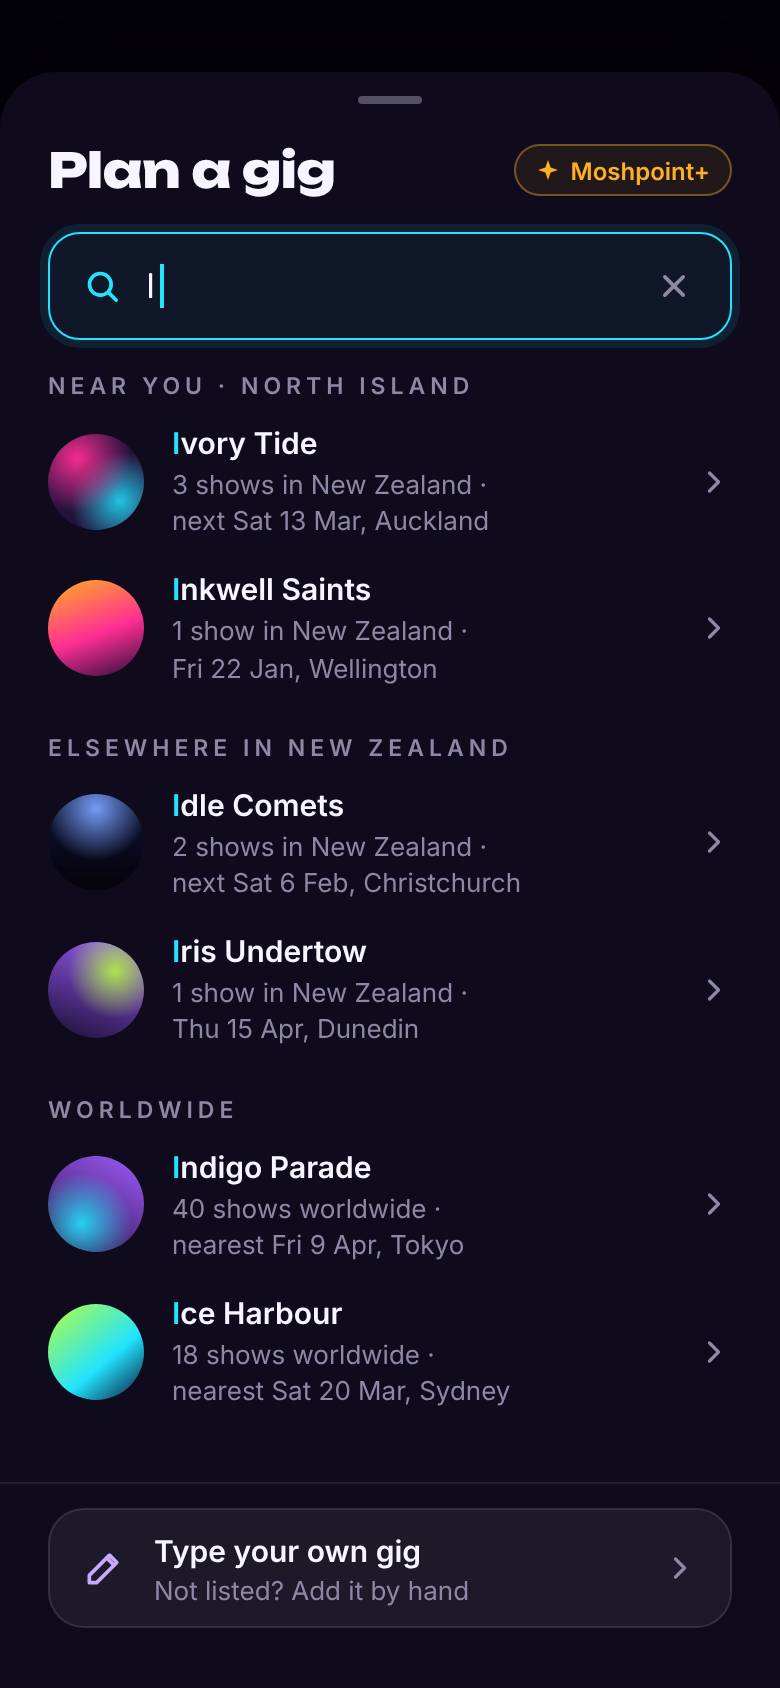 Plan a gig
Moshpoint+
I
NEAR YOU · NORTH ISLAND
Ivory Tide
3 shows in New Zealand ·
next Sat 13 Mar, Auckland
Inkwell Saints
1 show in New Zealand ·
Fri 22 Jan, Wellington
ELSEWHERE IN NEW ZEALAND
Idle Comets
2 shows in New Zealand ·
next Sat 6 Feb, Christchurch
Iris Undertow
1 show in New Zealand ·
Thu 15 Apr, Dunedin
WORLDWIDE
Indigo Parade
40 shows worldwide ·
nearest Fri 9 Apr, Tokyo
Ice Harbour
18 shows worldwide ·
nearest Sat 20 Mar, Sydney
Type your own gig
Not listed? Add it by hand